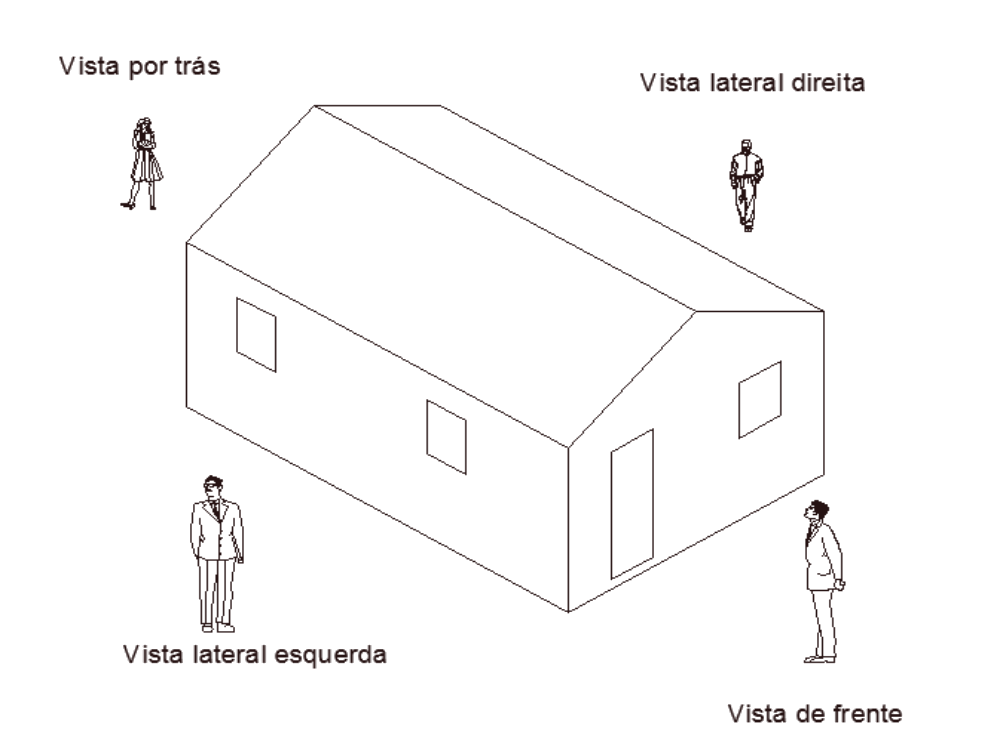 Vista por trás
Vista lateral direita
Vista lateral esquerda
Vista de frente